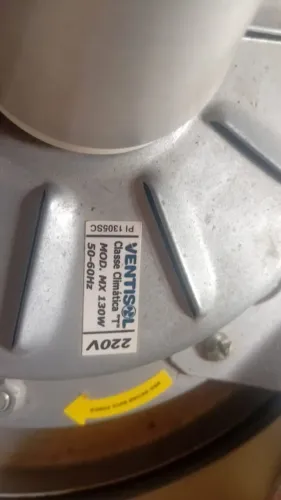 VENTISOL
Classe Climática "T"
MOD. MX 130W
50-60Hz
220V
PI 1305SC